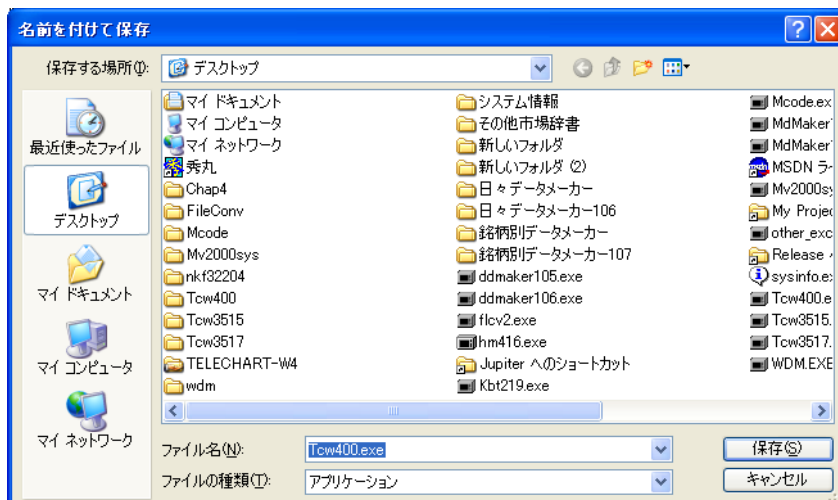 名前を付けて保存
保存する場所(I):
デスクトップ
最近使ったファイル
デスクトップ
マイ ドキュメント
マイ コンピュータ
マイ ネットワーク
マイ ドキュメント
マイ コンピュータ
マイ ネットワーク
秀丸
Chap4
FileConv
Mcode
Mv2000sys
nkf32204
Tcw400
Tcw3515
Tcw3517
TELECHART-W4
wdm
システム情報
その他市場辞書
新しいフォルダ
新しいフォルダ (2)
日々データメーカー
日々データメーカー106
銘柄別データメーカー
銘柄別データメーカー107
ddmaker105.exe
ddmaker106.exe
flcv2.exe
hm416.exe
Jupiter へのショートカット
Kbt219.exe
Mcode.ex
MdMaker
MdMaker
MSDN ラ
Mv2000sy
My Projec
other_exc
Release
sysinfo.e
Tcw400.e
Tcw3515.
Tcw3517.
WDM.EXE
ファイル名(N):
Tcw400.exe
保存(S)
ファイルの種類(T):
アプリケーション
キャンセル